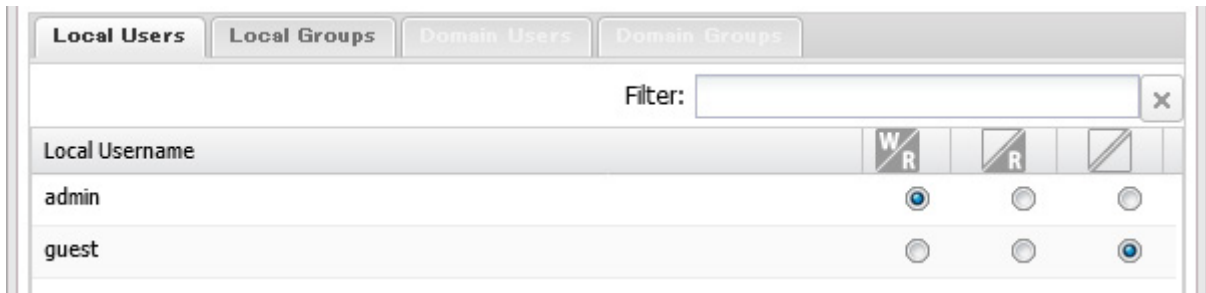 Local Users Local Groups Domain Users Domain Groups
Filter:
Local Username W/R R
admin
guest